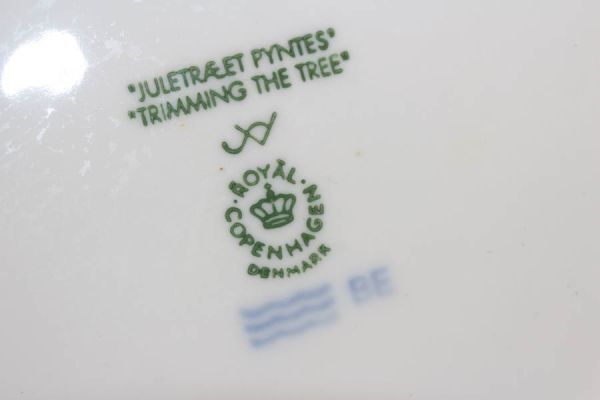 "JULETRÆET PYNTES"
"TRIMMING THE TREE"
ROYAL COPENHAGEN
DENMARK
BE